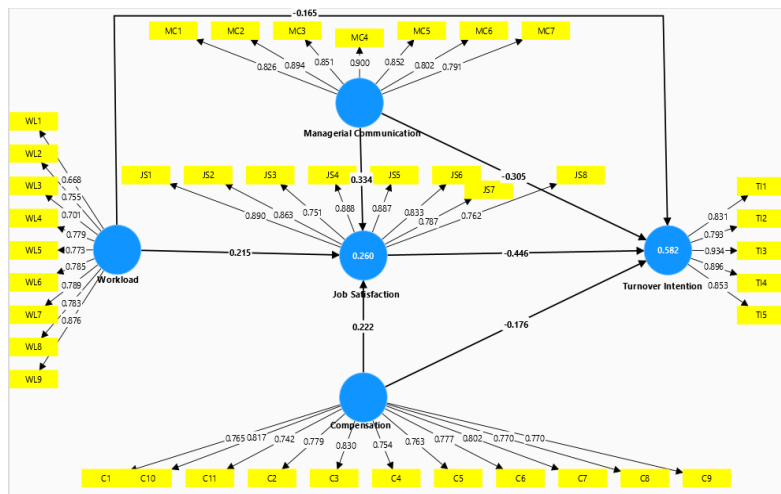 -0.165
MC1 MC2 MC3 MC4 MC5 MC6 MC7
0.826 0.894 0.851 0.900 0.852 0.802 0.791
Managerial Communication
WL1
WL2
WL3
WL4
WL5
WL6
WL7
WL8
WL9
0.668
0.755
0.701
0.779
0.773
0.785
0.789
0.783
0.876
Workload
JS1 JS2 JS3 JS4 JS5 JS6 JS7 JS8
0.890 0.863 0.751 0.888 0.887 0.833 0.787 0.762
0.334
-0.305
0.215
0.260
Job Satisfaction
-0.446
0.582
Turnover Intention
TI1
TI2
TI3
TI4
TI5
0.831
0.793
0.934
0.896
0.853
0.222
-0.176
Compensation
0.765 0.817 0.742 0.779 0.830 0.754 0.763 0.777 0.802 0.770 0.770
C1 C10 C11 C2 C3 C4 C5 C6 C7 C8 C9